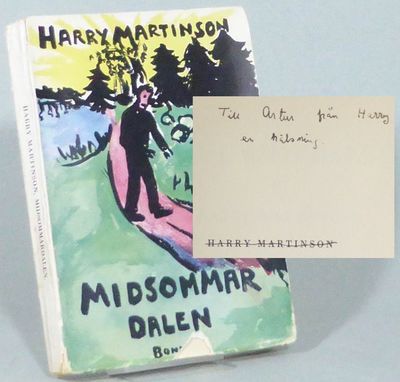 HARRY MARTINSON
HARRY MARTINSON. MIDSOMMARDALEN
MIDSOMMAR
DALEN
Till Artur från Harry
en hälsning.
HARRY MARTINSON